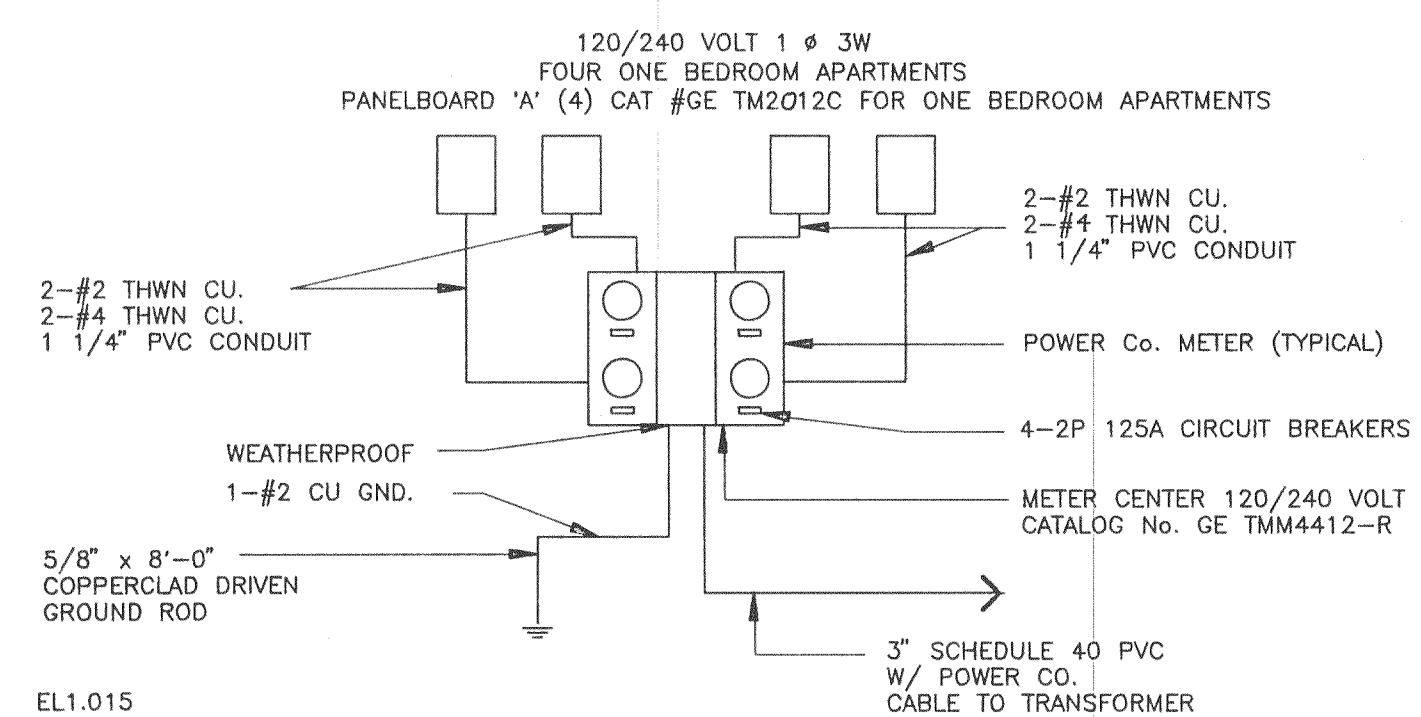 120/240 VOLT 1 ø 3W
FOUR ONE BEDROOM APARTMENTS
PANELBOARD 'A' (4) CAT #GE TM2012C FOR ONE BEDROOM APARTMENTS
2-#2 THWN CU.
2-#4 THWN CU.
1 1/4" PVC CONDUIT
2-#2 THWN CU.
2-#4 THWN CU.
1 1/4" PVC CONDUIT
POWER Co. METER (TYPICAL)
4-2P 125A CIRCUIT BREAKERS
WEATHERPROOF
1-#2 CU GND.
METER CENTER 120/240 VOLT
CATALOG No. GE TMM4412-R
5/8" x 8'-0"
COPPERCLAD DRIVEN
GROUND ROD
3" SCHEDULE 40 PVC
W/ POWER CO.
CABLE TO TRANSFORMER
EL1.015